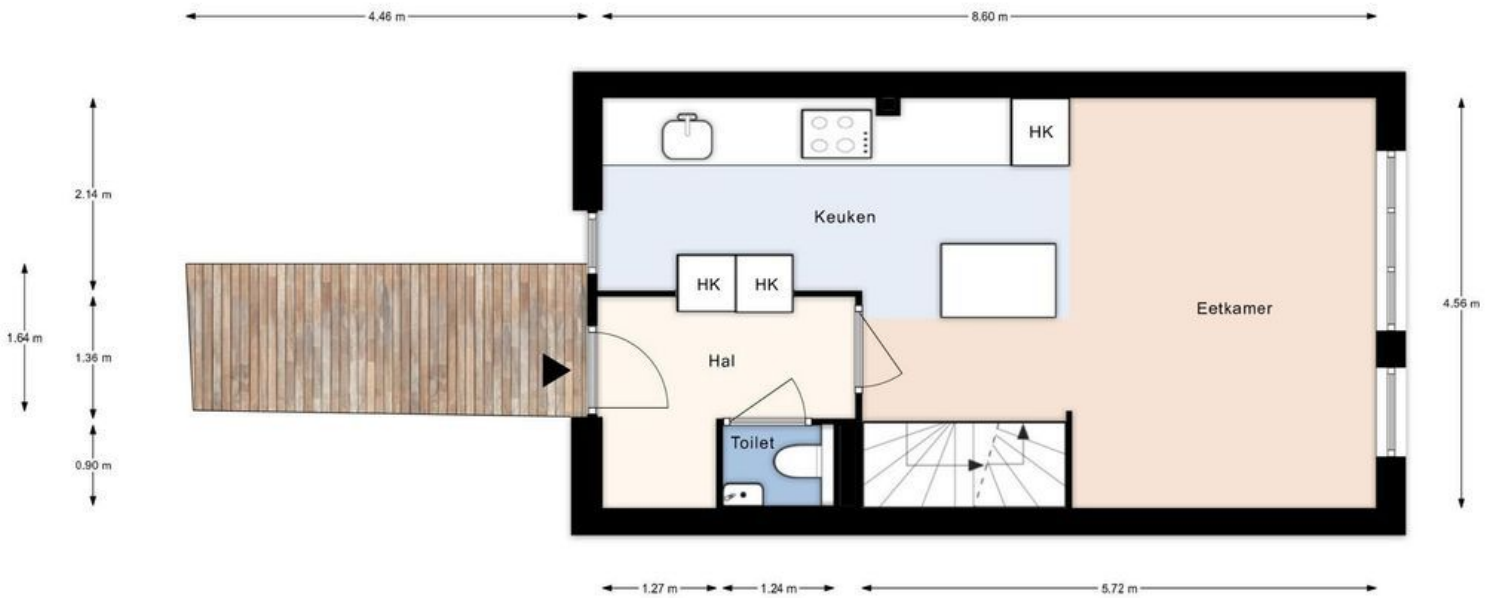 4.46 m
8.60 m
HK
2.14 m
Keuken
HK
HK
4.56 m
Eetkamer
1.64 m
1.36 m
Hal
Toilet
0.90 m
1.27 m
1.24 m
5.72 m